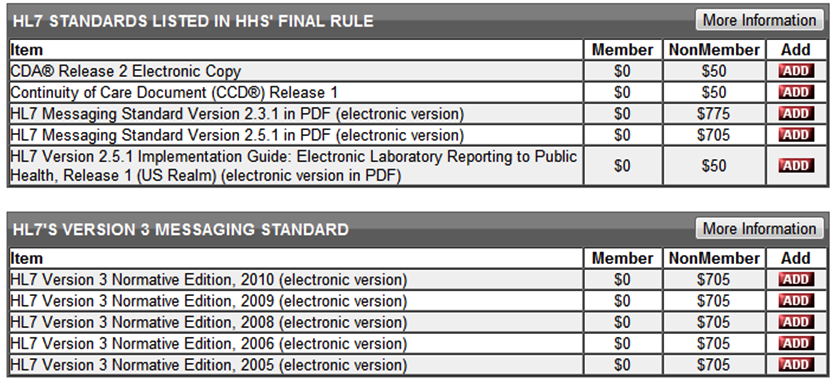 HL7 STANDARDS LISTED IN HHS' FINAL RULE More Information
Item Member NonMember Add
CDA® Release 2 Electronic Copy $0 $50 ADD
Continuity of Care Document (CCD®) Release 1 $0 $50 ADD
HL7 Messaging Standard Version 2.3.1 in PDF (electronic version) $0 $775 ADD
HL7 Messaging Standard Version 2.5.1 in PDF (electronic version) $0 $705 ADD
HL7 Version 2.5.1 Implementation Guide: Electronic Laboratory Reporting to Public
Health, Release 1 (US Realm) (electronic version in PDF) $0 $50 ADD
HL7'S VERSION 3 MESSAGING STANDARD More Information
Item Member NonMember Add
HL7 Version 3 Normative Edition, 2010 (electronic version) $0 $705 ADD
HL7 Version 3 Normative Edition, 2009 (electronic version) $0 $705 ADD
HL7 Version 3 Normative Edition, 2008 (electronic version) $0 $705 ADD
HL7 Version 3 Normative Edition, 2006 (electronic version) $0 $705 ADD
HL7 Version 3 Normative Edition, 2005 (electronic version) $0 $705 ADD